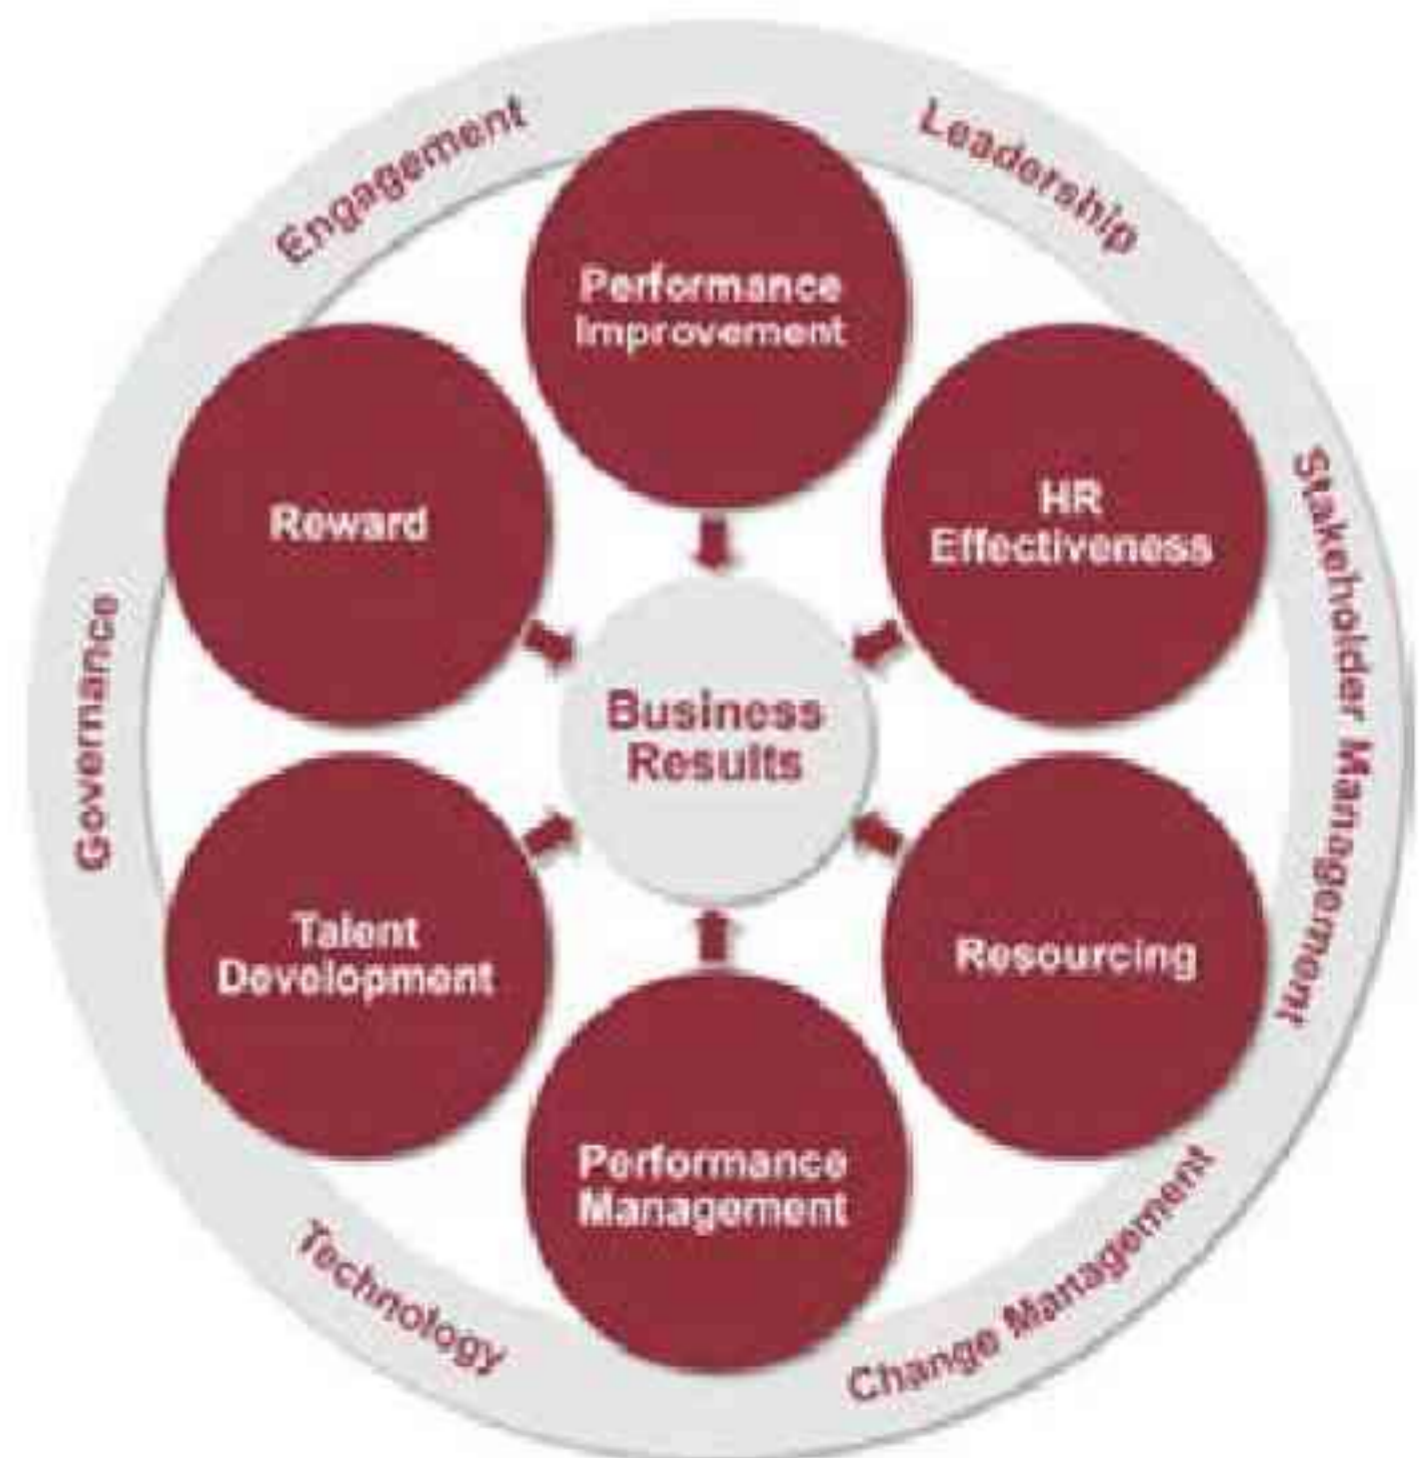 Engagement
Leadership
Performance
Improvement
Reward
HR
Effectiveness
Governance
Stakeholder Management
Business
Results
Talent
Development
Resourcing
Performance
Management
Technology
Change Management